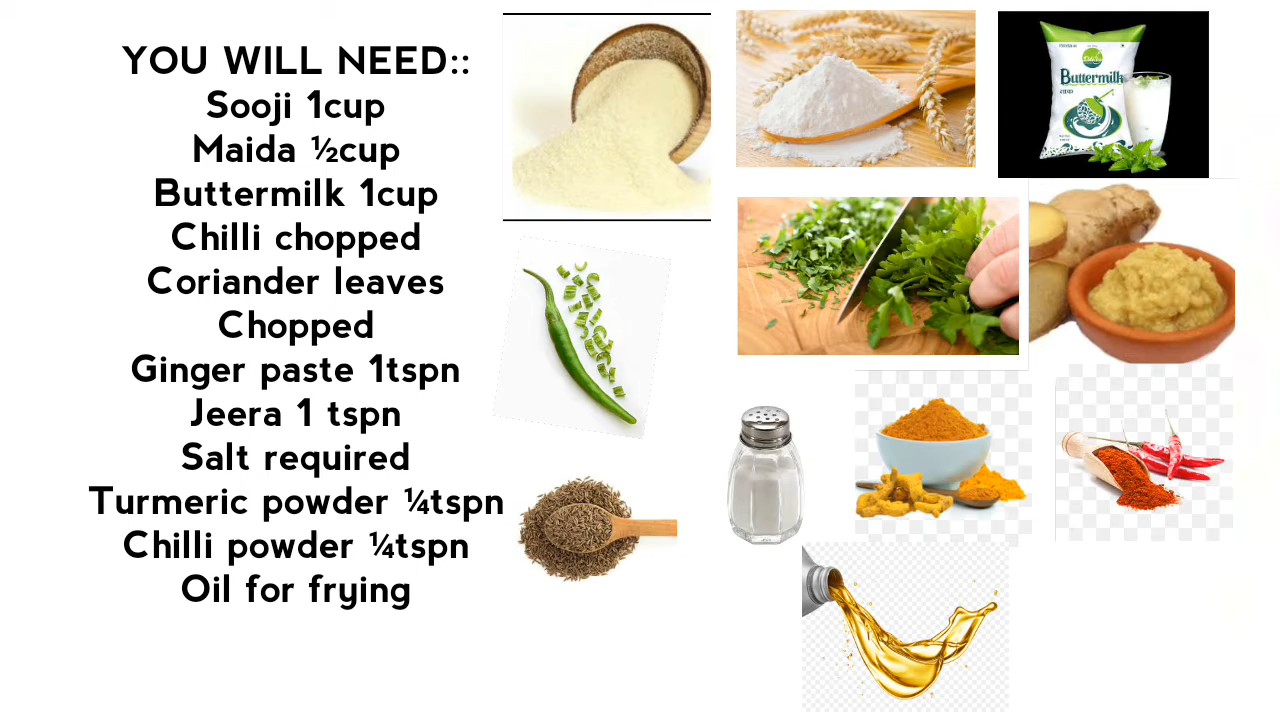 YOU WILL NEED::
Sooji 1cup
Maida ½cup
Buttermilk 1cup
Chilli chopped
Coriander leaves
Chopped
Ginger paste 1tspn
Jeera 1 tspn
Salt required
Turmeric powder ¼tspn
Chilli powder ¼tspn
Oil for frying
Buttermilk